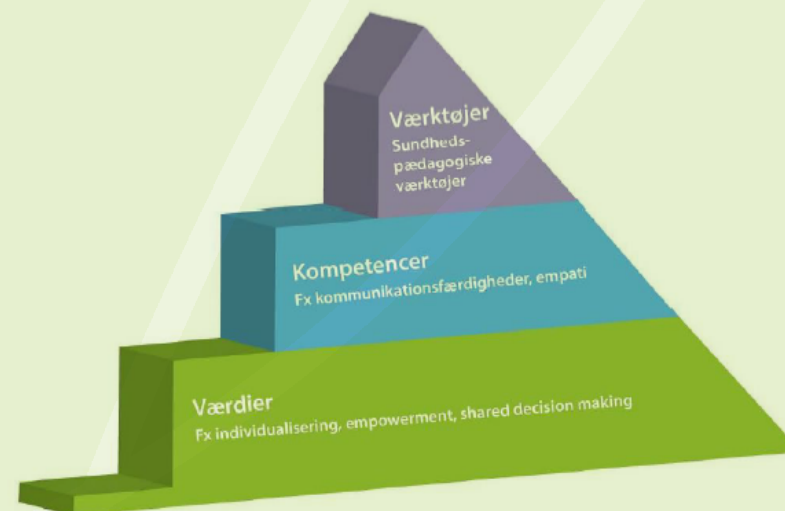 Værktøjer
Sundheds-
pædagogiske
værktøjer
Kompetencer
Fx kommunikationsfærdigheder, empati
Værdier
Fx individualisering, empowerment, shared decision making